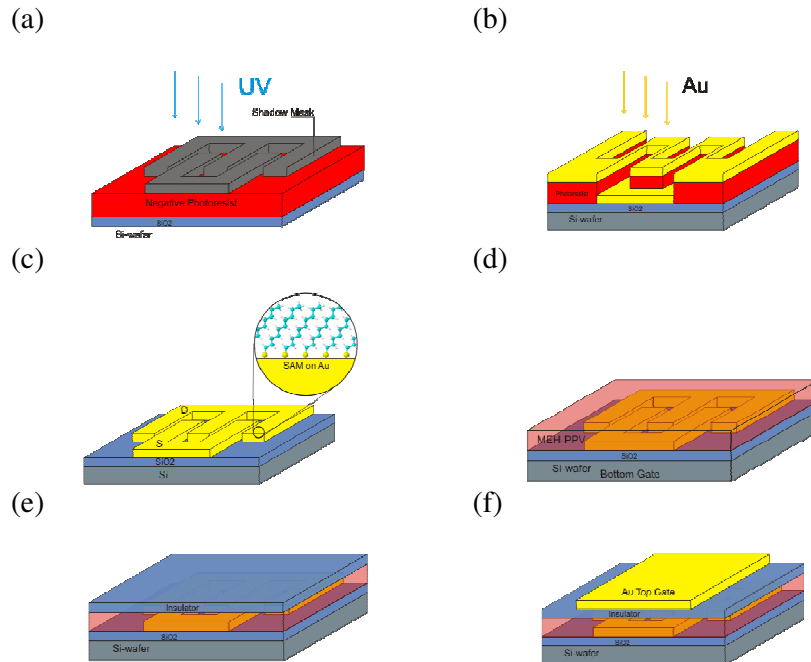 (a)
UV
Shadow Mask
Negative Photoresist
SiO2
Si-wafer
(b)
Au
Photoresist
SiO2
Si-wafer
(c)
SAM on Au
D
S
SiO2
Si
(d)
MEH-PPV
SiO2
Si-wafer
Bottom Gate
(e)
Insulator
SiO2
Si-wafer
(f)
Au Top Gate
Insulator
SiO2
Si-wafer